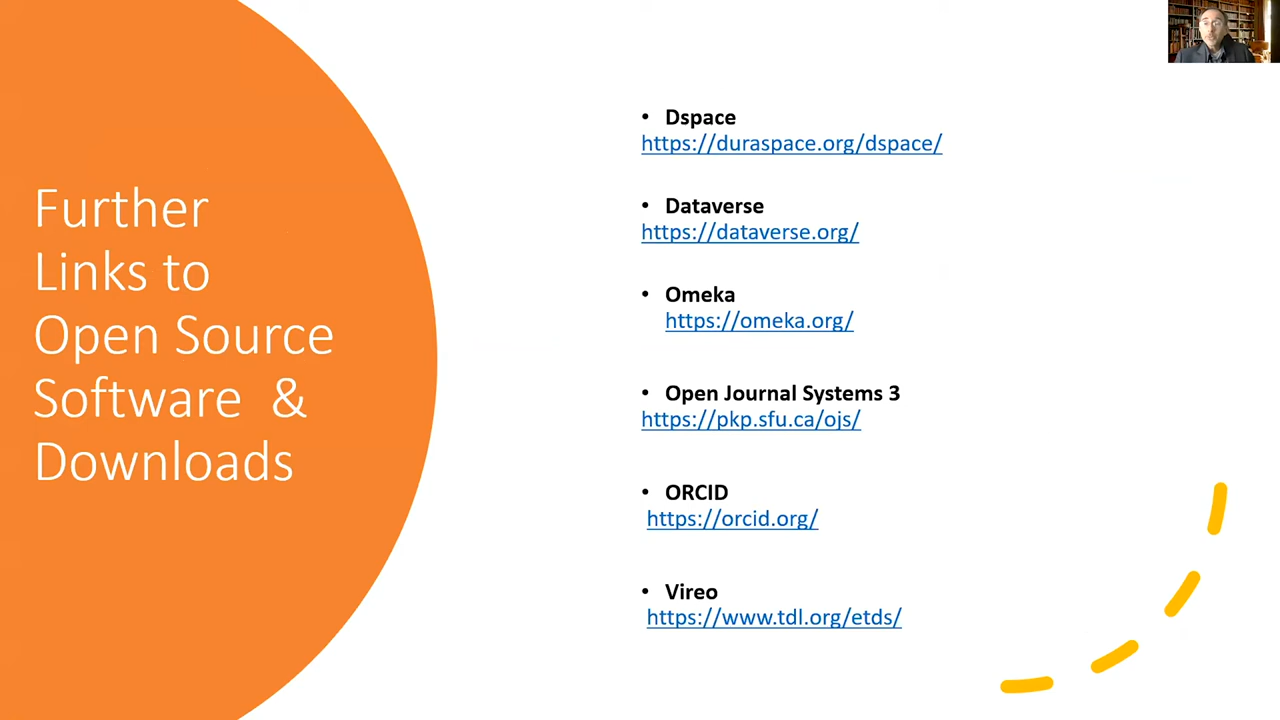 Further
Links to
Open Source
Software &
Downloads
• Dspace
https://duraspace.org/dspace/
• Dataverse
https://dataverse.org/
• Omeka
https://omeka.org/
• Open Journal Systems 3
https://pkp.sfu.ca/ojs/
• ORCID
https://orcid.org/
• Vireo
https://www.tdl.org/etds/